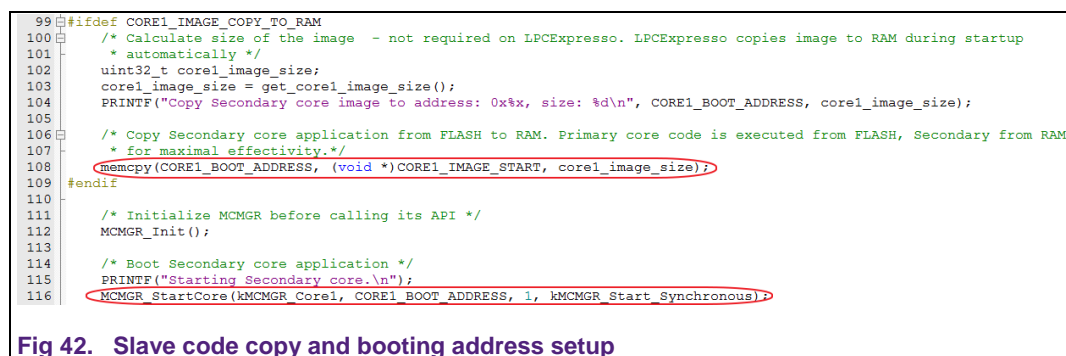 99 #ifdef CORE1_IMAGE_COPY_TO_RAM
100 /* Calculate size of the image - not required on LPCExpresso. LPCExpresso copies image to RAM during startup
101 * automatically */
102 uint32_t core1_image_size;
103 core1_image_size = get_core1_image_size();
104 PRINTF("Copy Secondary core image to address: 0x%x, size: %d\n", CORE1_BOOT_ADDRESS, core1_image_size);
105
106 /* Copy Secondary core application from FLASH to RAM. Primary core code is executed from FLASH, Secondary from RAM
107 * for maximal effectivity.*/
108 memcpy(CORE1_BOOT_ADDRESS, (void *)CORE1_IMAGE_START, core1_image_size);
109 #endif
110
111 /* Initialize MCMGR before calling its API */
112 MCMGR_Init();
113
114 /* Boot Secondary core application */
115 PRINTF("Starting Secondary core.\n");
116 MCMGR_StartCore(kMCMGR_Core1, CORE1_BOOT_ADDRESS, 1, kMCMGR_Start_Synchronous);
Fig 42. Slave code copy and booting address setup